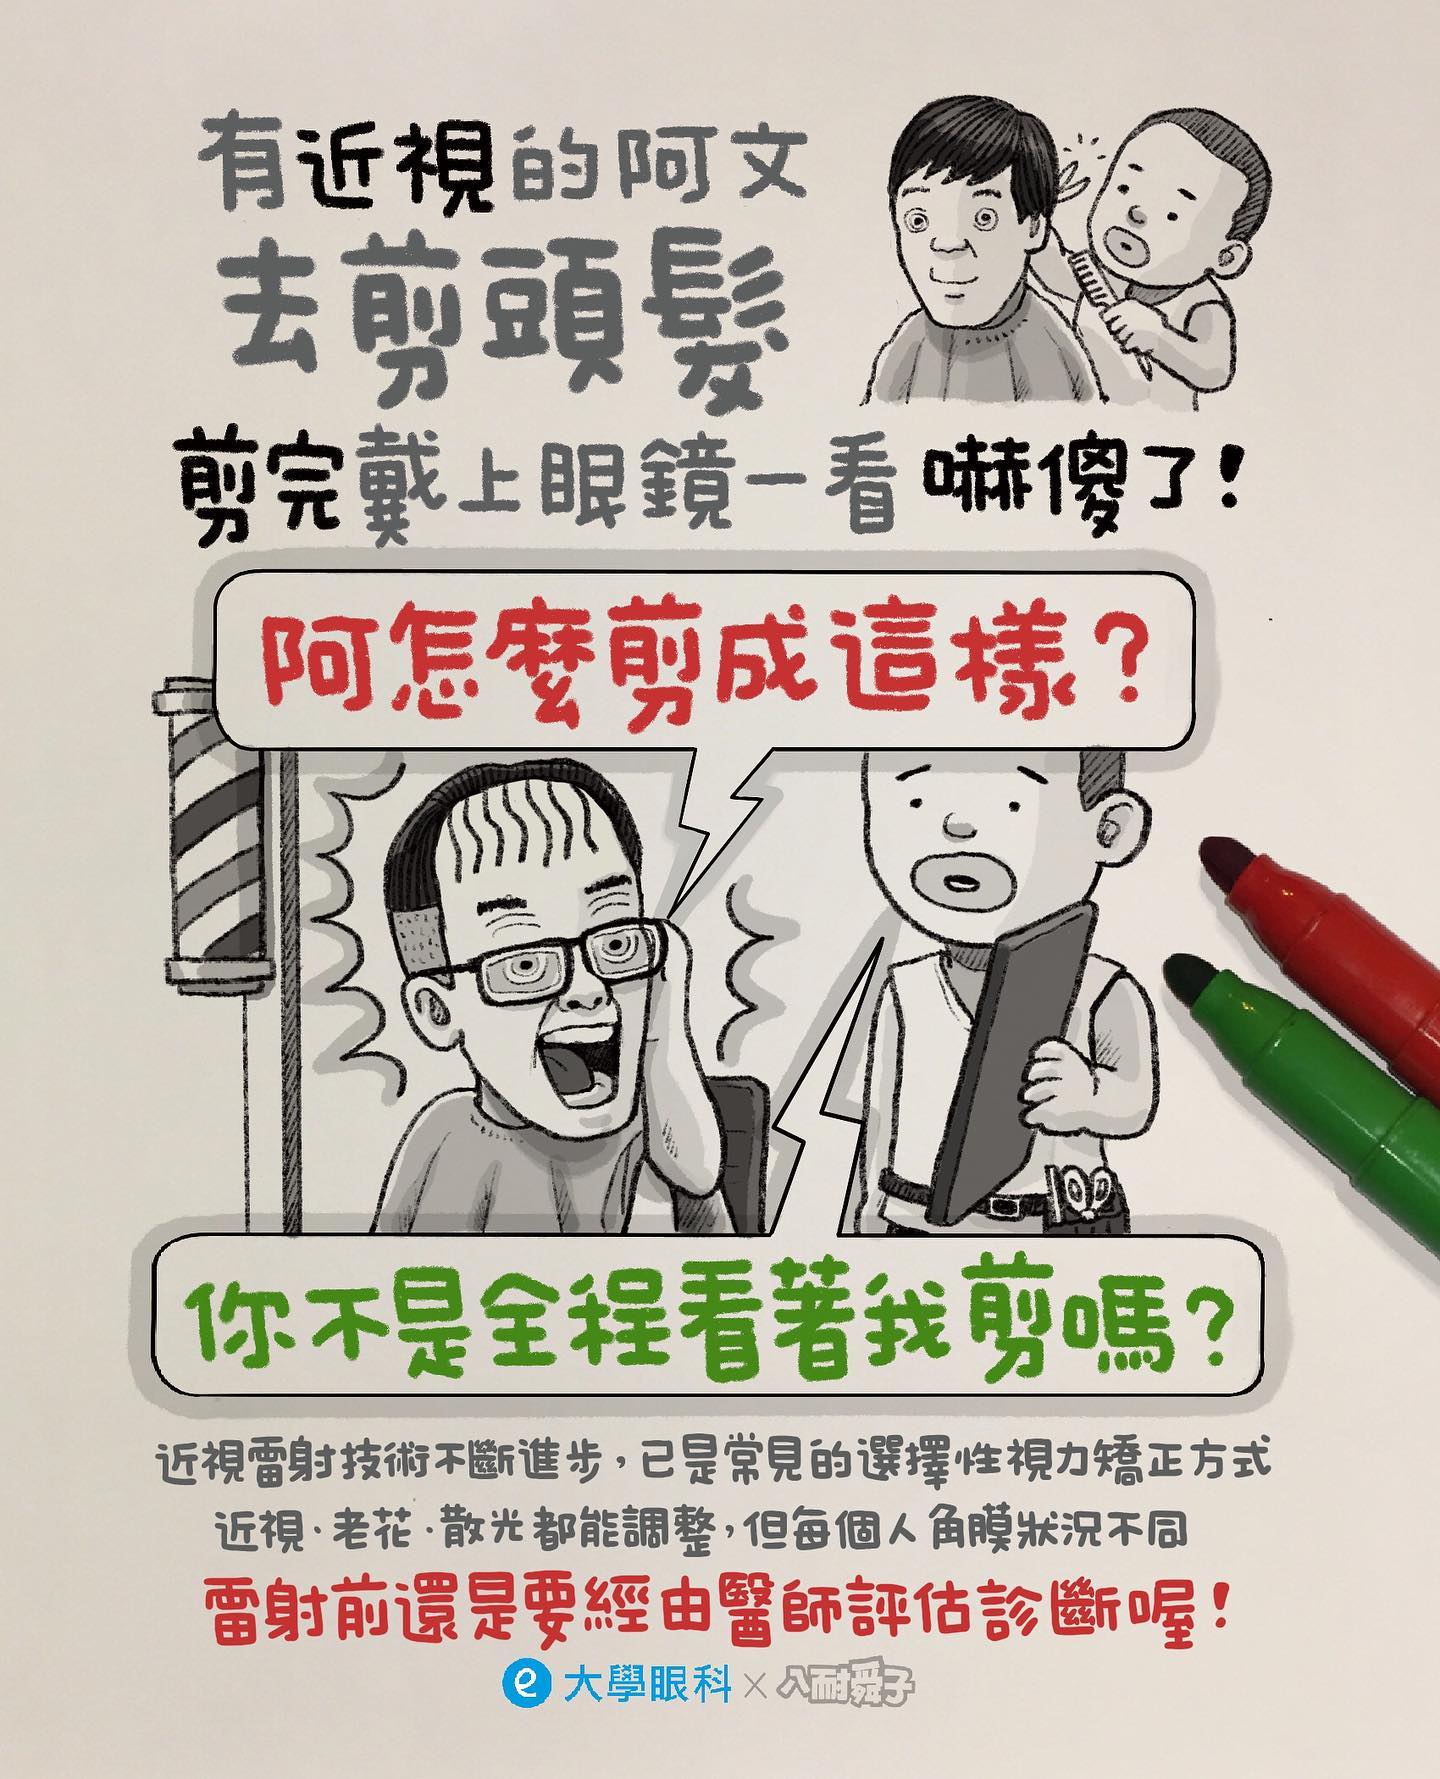 有近視的阿文
去剪頭髮
剪完戴上眼鏡一看 嚇傻了!
阿怎麼剪成這樣?
你不是全程看著我剪嗎?
近視雷射技術不斷進步,已是常見的選擇性視力矯正方式
近視·老花·散光都能調整,但每個人角膜狀況不同
雷射前還是要經由醫師評估診斷喔!
e 大學眼科×八耐舜子